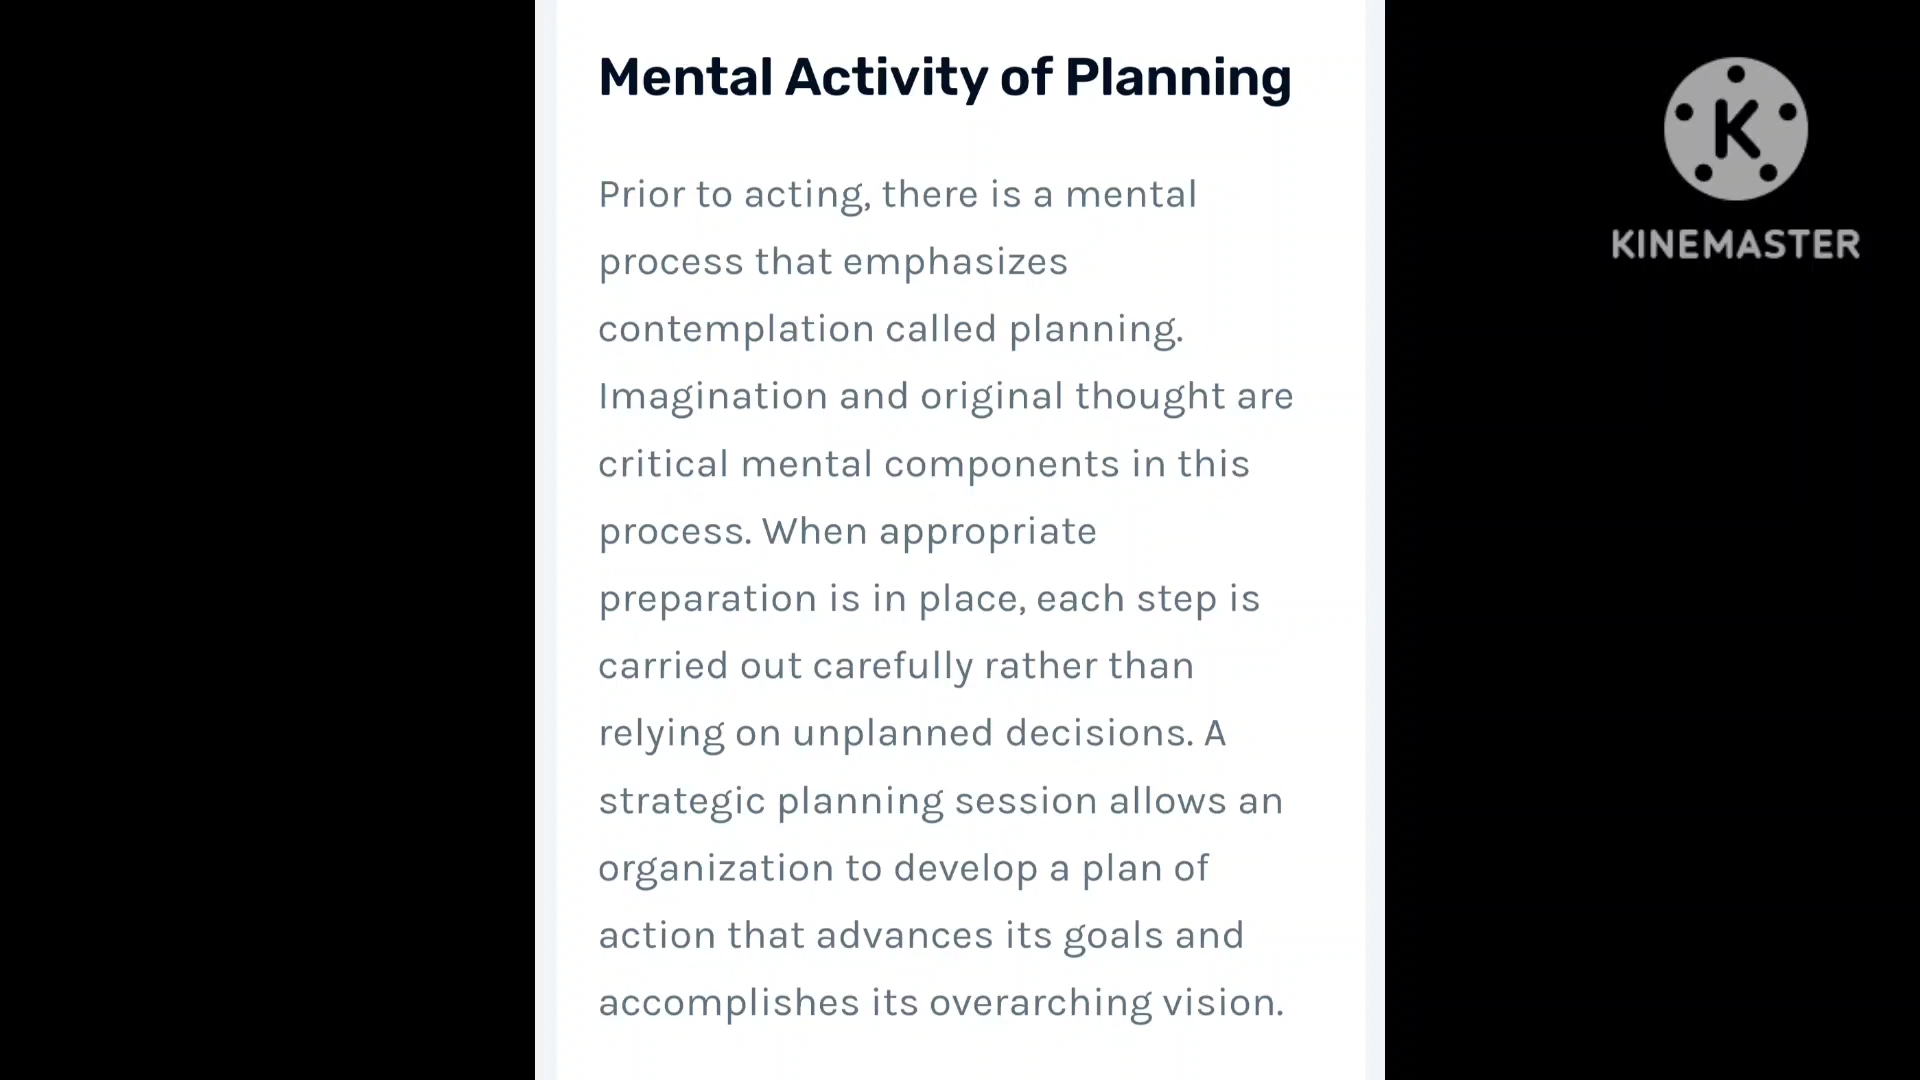 Mental Activity of Planning
Prior to acting, there is a mental
process that emphasizes
contemplation called planning.
Imagination and original thought are
critical mental components in this
process. When appropriate
preparation is in place, each step is
carried out carefully rather than
relying on unplanned decisions. A
strategic planning session allows an
organization to develop a plan of
action that advances its goals and
accomplishes its overarching vision.
K
KINEMASTER